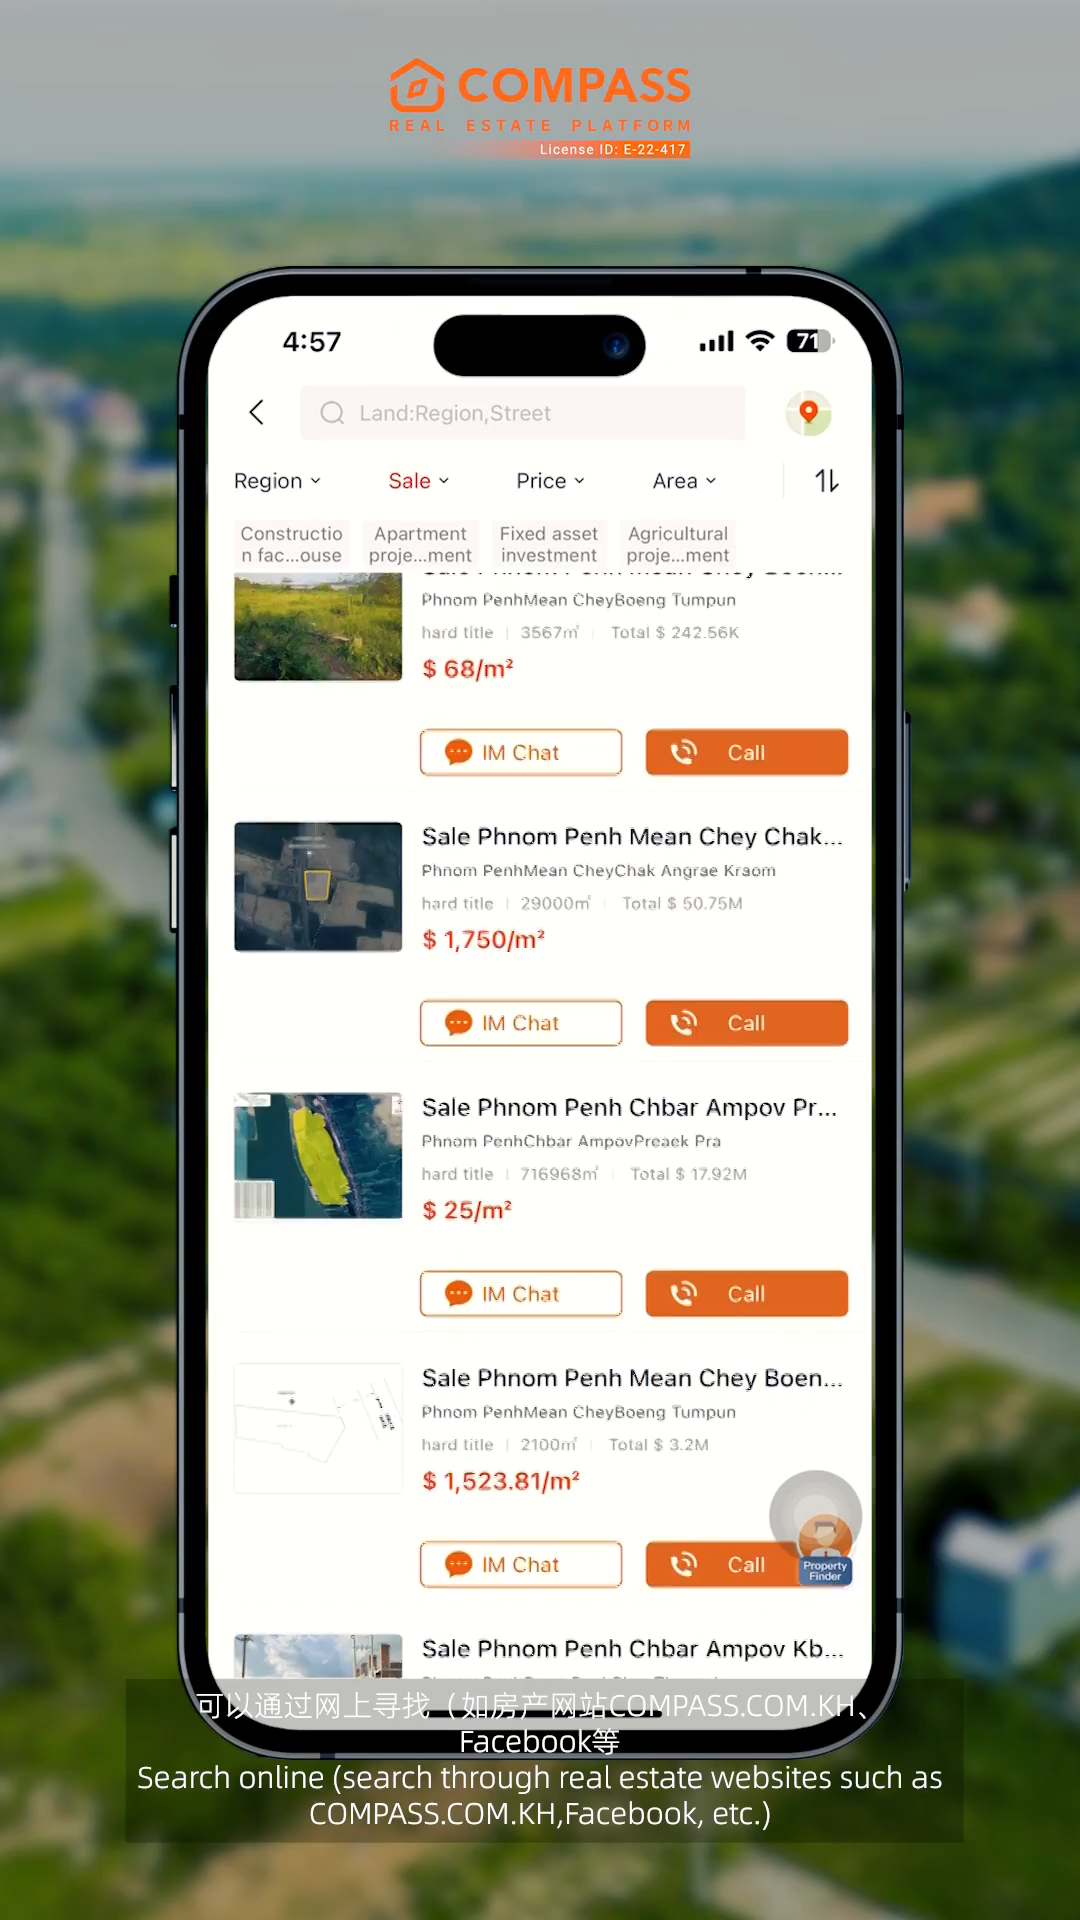 COMPASS
REAL ESTATE PLATFORM
License ID: E-22-417
4:57
71
Land:Region,Street
Region
Sale
Price
Area
Constructio
n fac...ouse
Apartment
proje...ment
Fixed asset
investment
Agricultural
proje...ment
Phnom PenhMean CheyBoeng Tumpun
hard title 3567㎡ Total $ 242.56K
$ 68/m²
IM Chat
Call
Sale Phnom Penh Mean Chey Chak...
Phnom PenhMean CheyChak Angrae Kraom
hard title 29000㎡ Total $ 50.75M
$ 1,750/m²
IM Chat
Call
Sale Phnom Penh Chbar Ampov Pr...
Phnom PenhChbar AmpovPreaek Pra
hard title 716968㎡ Total $ 17.92M
$ 25/m²
IM Chat
Call
Sale Phnom Penh Mean Chey Boen...
Phnom PenhMean CheyBoeng Tumpun
hard title 2100㎡ Total $ 3.2M
$ 1,523.81/m²
IM Chat
Call
Property
Finder
Sale Phnom Penh Chbar Ampov Kb...
可以通过网上寻找（如房产网站COMPASS.COM.KH、
Facebook等
Search online (search through real estate websites such as
COMPASS.COM.KH,Facebook, etc.)